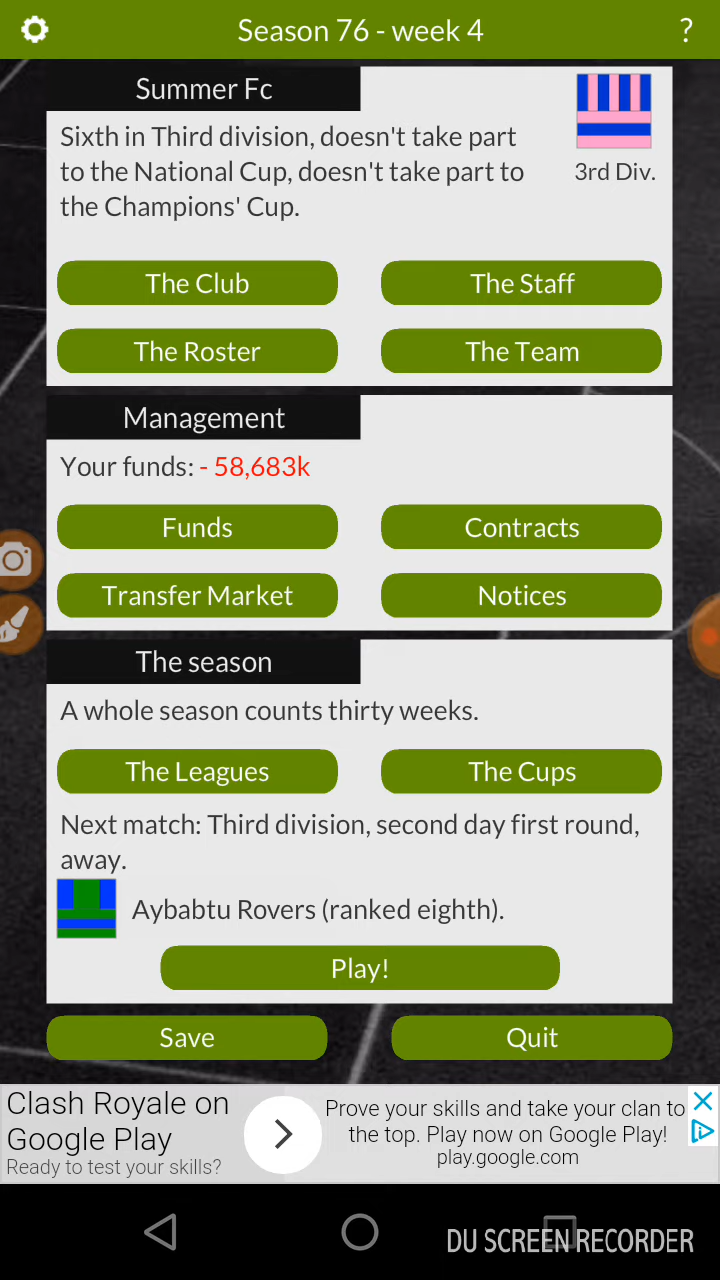 Season 76 - week 4
?
Summer Fc
Sixth in Third division, doesn't take part
to the National Cup, doesn't take part to
the Champions' Cup.
3rd Div.
The Club
The Staff
The Roster
The Team
Management
Your funds: - 58,683k
Funds
Contracts
Transfer Market
Notices
The season
A whole season counts thirty weeks.
The Leagues
The Cups
Next match: Third division, second day first round,
away.
Aybabtu Rovers (ranked eighth).
Play!
Save
Quit
Clash Royale on
Google Play
Ready to test your skills?
Prove your skills and take your clan to
the top. Play now on Google Play!
play.google.com
DU SCREEN RECORDER